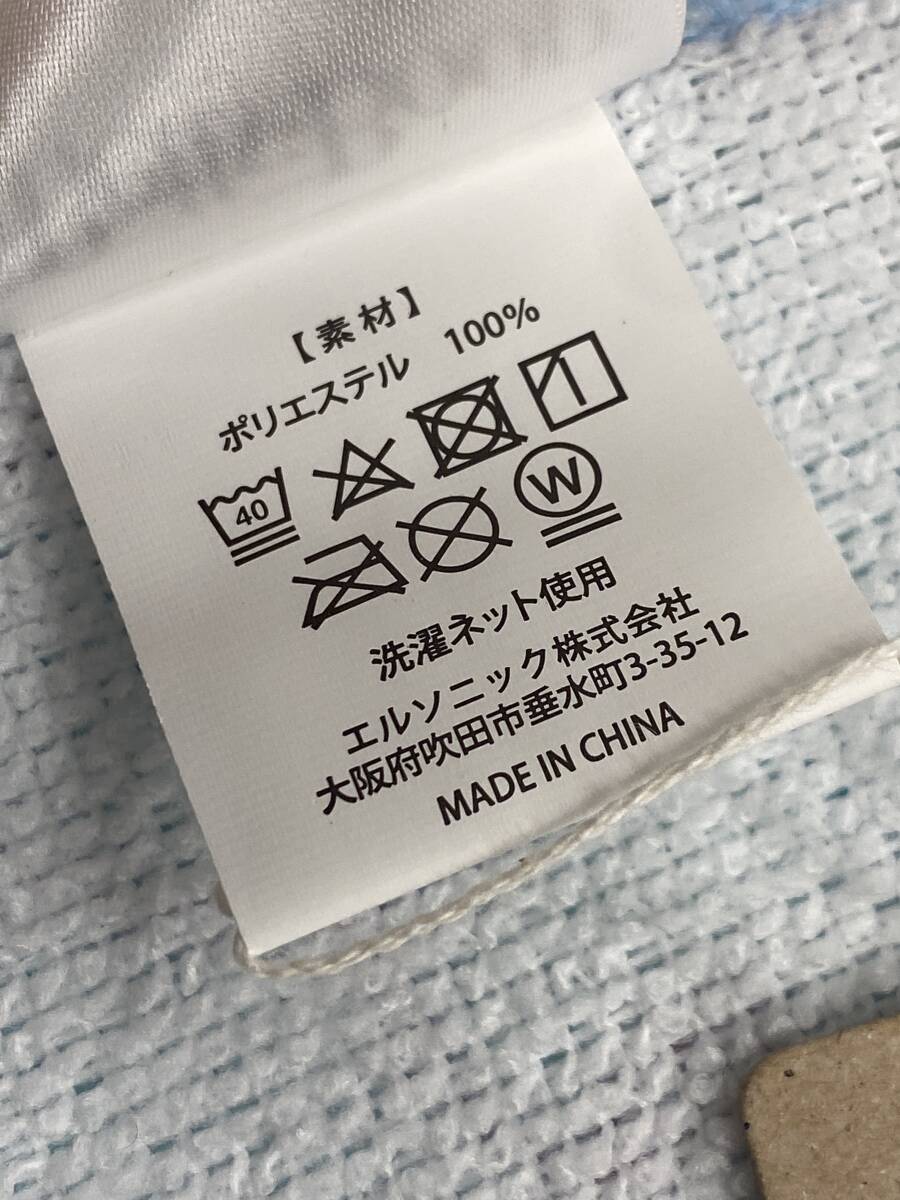 【素材】
ポリエステル 100%
40
W
洗濯ネット使用
エルソニック株式会社
大阪府吹田市垂水町3-35-12
MADE IN CHINA